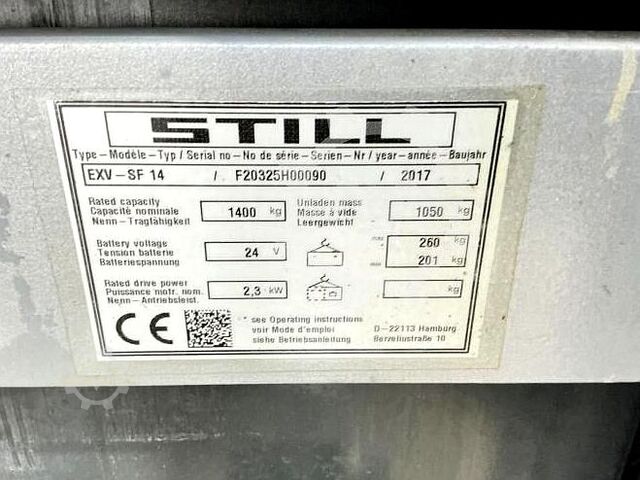 STILL
Type-Modèle-Typ / Serial no-No de série-Serien-Nr / year-année-Baujahr
EXV-SF 14 / F20325H00090 / 2017
Rated capacity
Capacité nominale
Nenn-Tragfähigkeit
1400 kg
Unladen mass
Masse à vide
Leergewicht
1050 kg
Battery voltage
Tension batterie
Batteriespannung
24 V
max 260 kg
min 201 kg
Rated drive power
Puissance motr. nom.
Nenn-Antriebsleist.
2,3 kW
kg
CE
* see Operating instructions
voir Mode d'emploi
siehe Betriebsanleitung
D-22113 Hamburg
Berzeliusstraße 10